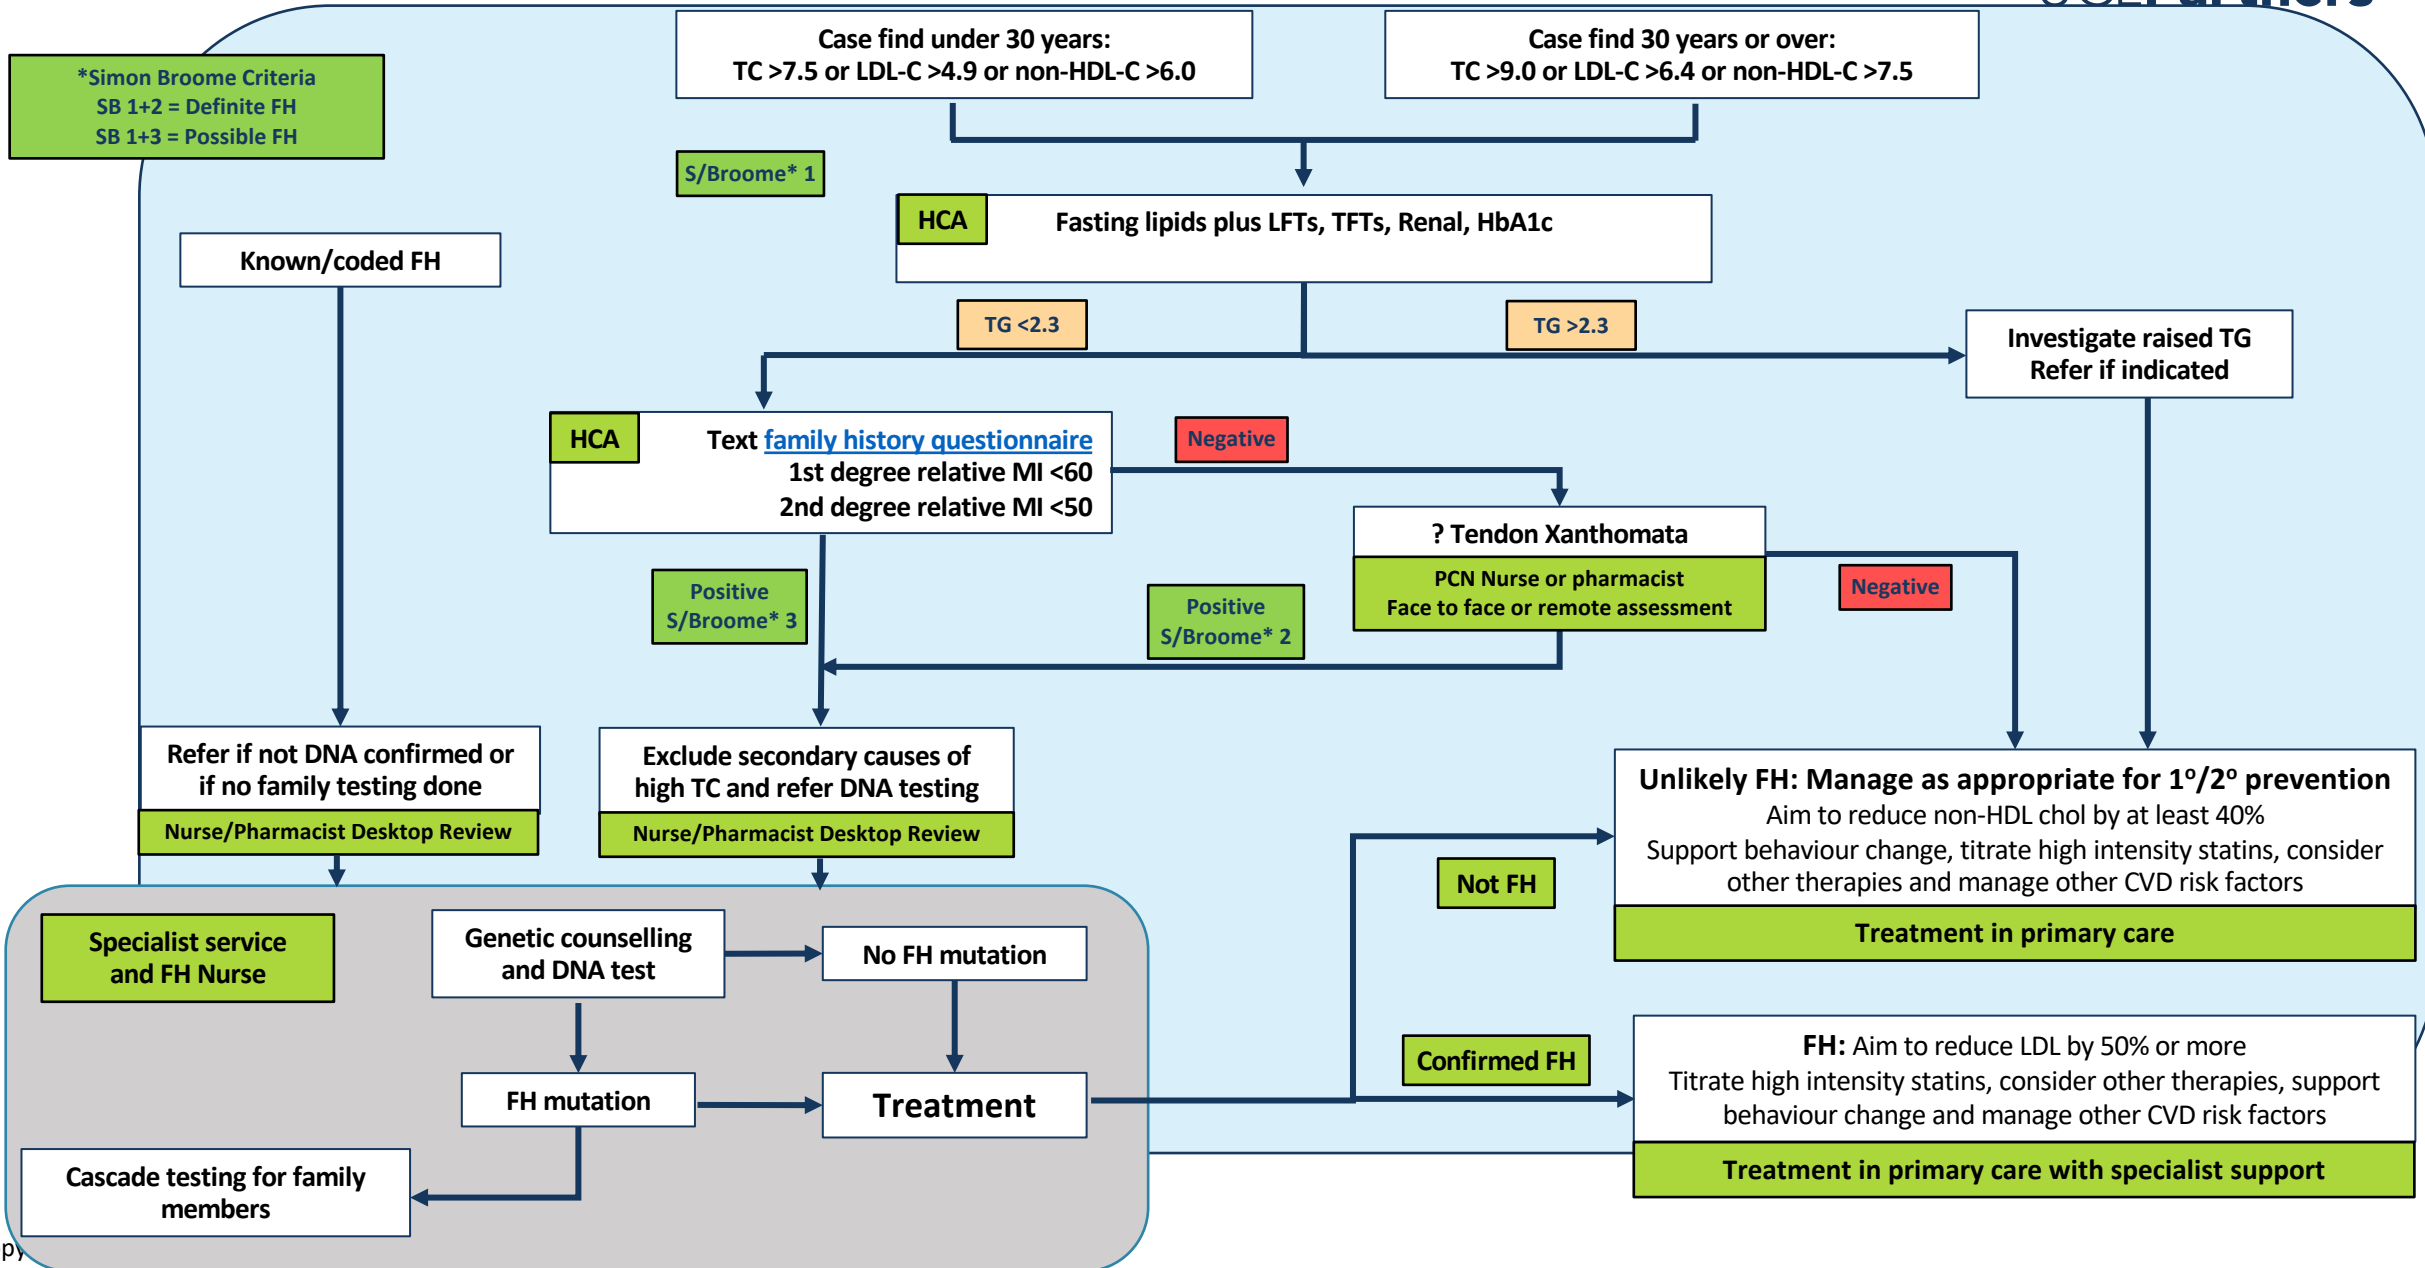 Partners
Case find under 30 years:
TC >7.5 or LDL-C >4.9 or non-HDL-C >6.0
Case find 30 years or over:
TC >9.0 or LDL-C >6.4 or non-HDL-C >7.5
*Simon Broome Criteria
SB 1+2 = Definite FH
SB 1+3 = Possible FH
S/Broome* 1
HCA
Fasting lipids plus LFTs, TFTs, Renal, HbA1c
Known/coded FH
TG <2.3
TG >2.3
Investigate raised TG
Refer if indicated
HCA
Text family history questionnaire
1st degree relative MI <60
2nd degree relative MI <50
Negative
? Tendon Xanthomata
PCN Nurse or pharmacist
Face to face or remote assessment
Negative
Positive
S/Broome* 3
Positive
S/Broome* 2
Refer if not DNA confirmed or
if no family testing done
Nurse/Pharmacist Desktop Review
Exclude secondary causes of
high TC and refer DNA testing
Nurse/Pharmacist Desktop Review
Unlikely FH: Manage as appropriate for 1º/2º prevention
Aim to reduce non-HDL chol by at least 40%
Support behaviour change, titrate high intensity statins, consider
other therapies and manage other CVD risk factors
Treatment in primary care
Not FH
Specialist service
and FH Nurse
Genetic counselling
and DNA test
No FH mutation
FH mutation
Treatment
Confirmed FH
FH: Aim to reduce LDL by 50% or more
Titrate high intensity statins, consider other therapies, support
behaviour change and manage other CVD risk factors
Treatment in primary care with specialist support
Cascade testing for family
members